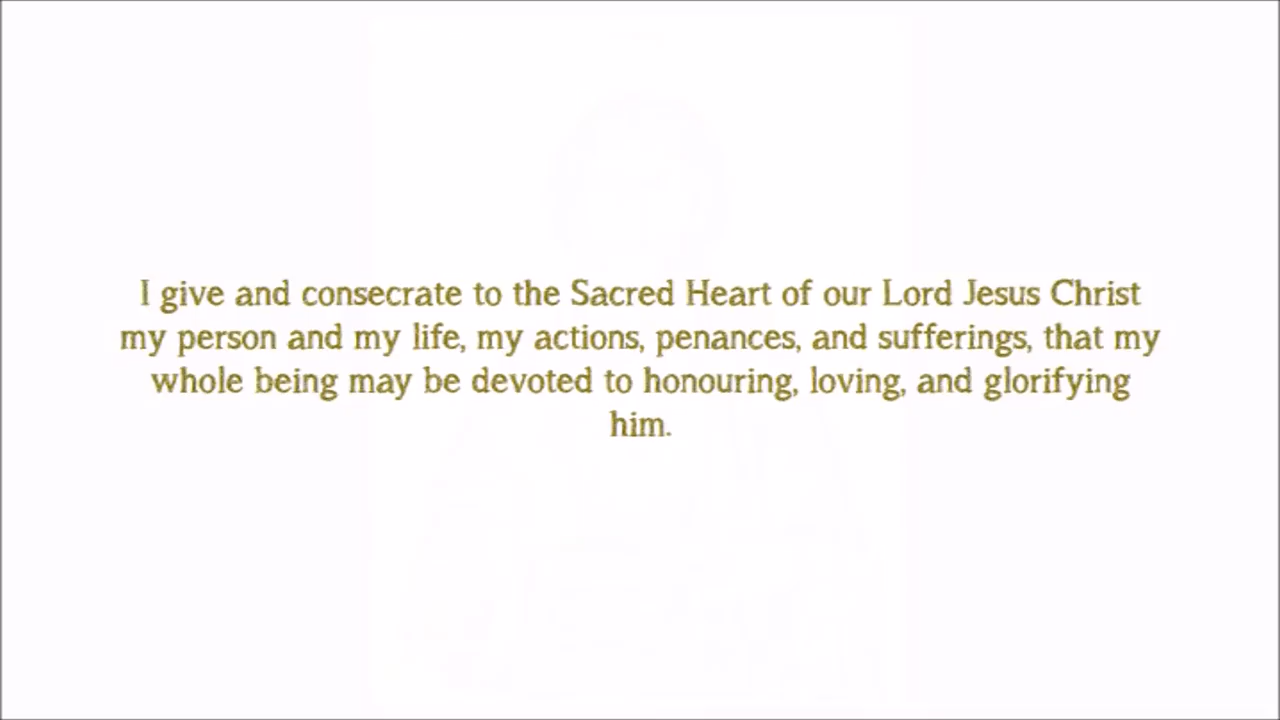 I give and consecrate to the Sacred Heart of our Lord Jesus Christ
my person and my life, my actions, penances, and sufferings, that my
whole being may be devoted to honouring, loving, and glorifying
him.